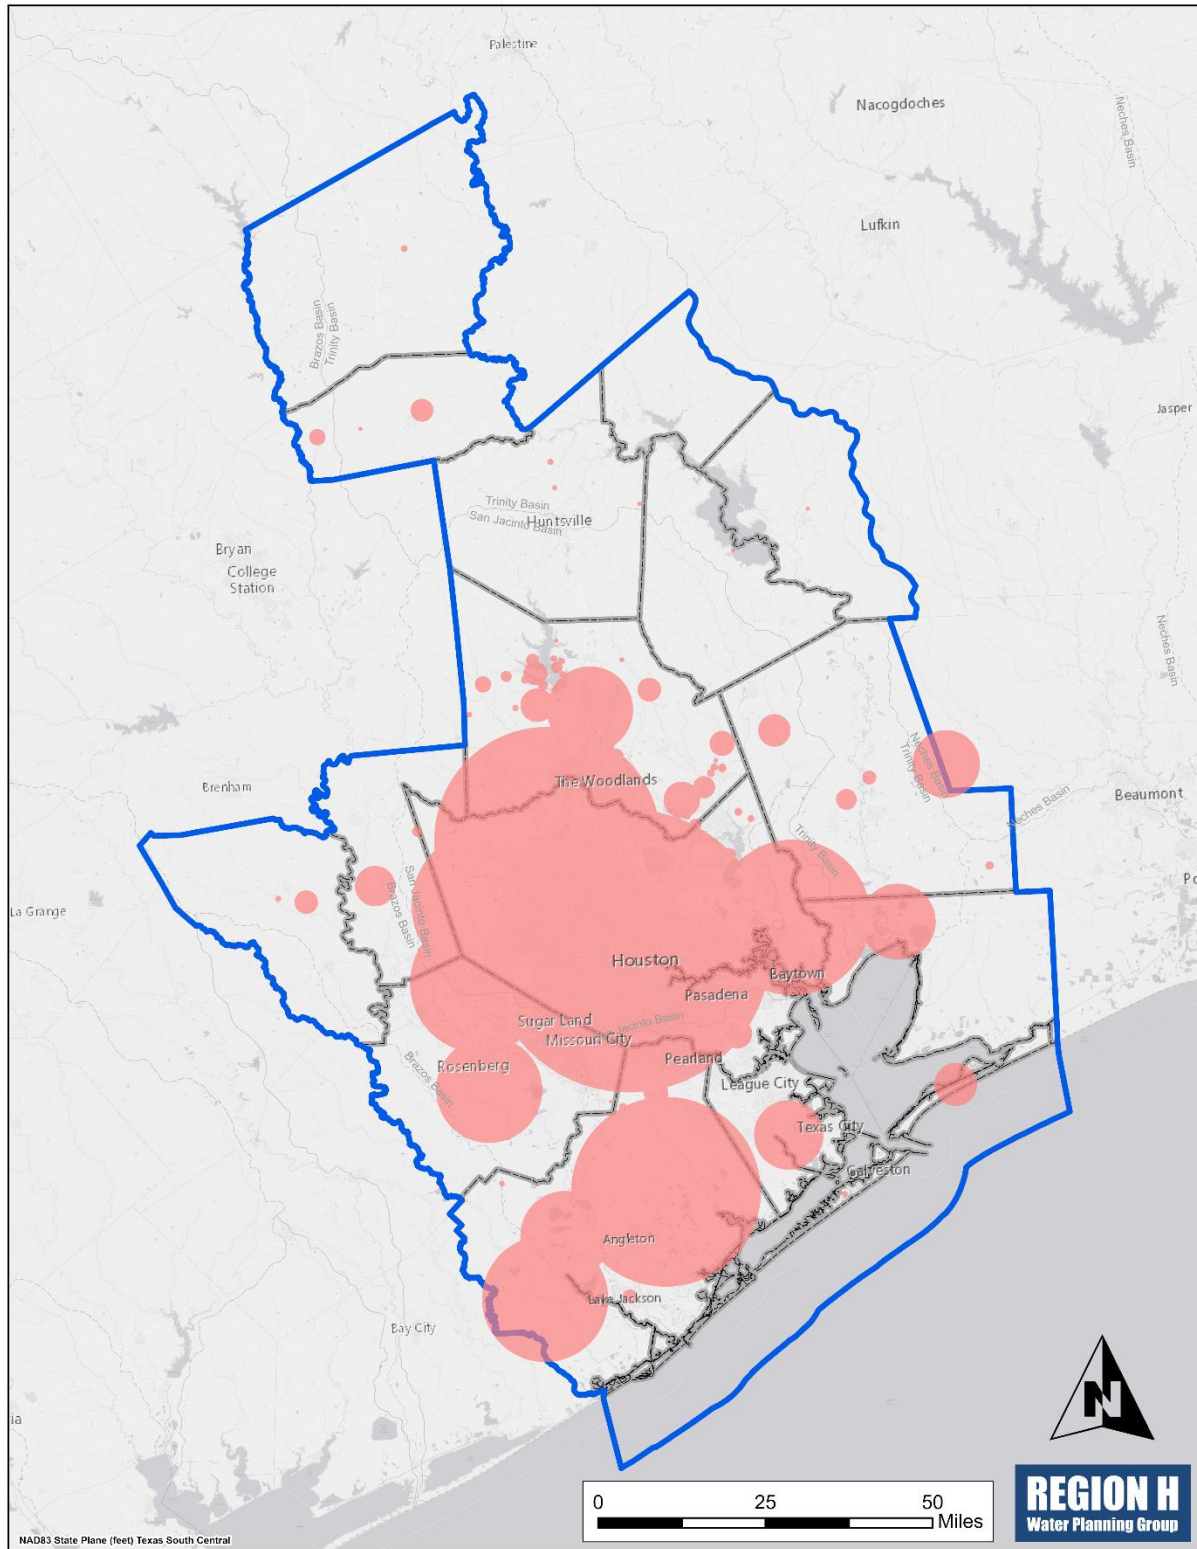 Palestine
Nacogdoches
Neches Basin
Lufkin
Brazos Basin
Trinity Basin
Jasper
Trinity Basin
San Jacinto Basin
Huntsville
Bryan
College
Station
Neches Basin
Neches Basin
Trinity Basin
The Woodlands
Brenham
Beaumont
Neches Basin
Trinity Basin
San Jacinto Basin
Brazos Basin
Po
La Grange
Houston
Baytown
Pasadena
Sugar Land
Missouri City
Jacinto Basin
Rosenberg
Pearland
Brazos Basin
League City
Texas City
Galveston
Angleton
Lake Jackson
Bay City
ia
N
0 25 50
Miles
REGION H
Water Planning Group
NAD83 State Plane (feet) Texas South Central